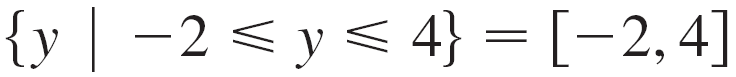 {y | −2 ⩽ y ⩽ 4} = [−2, 4]